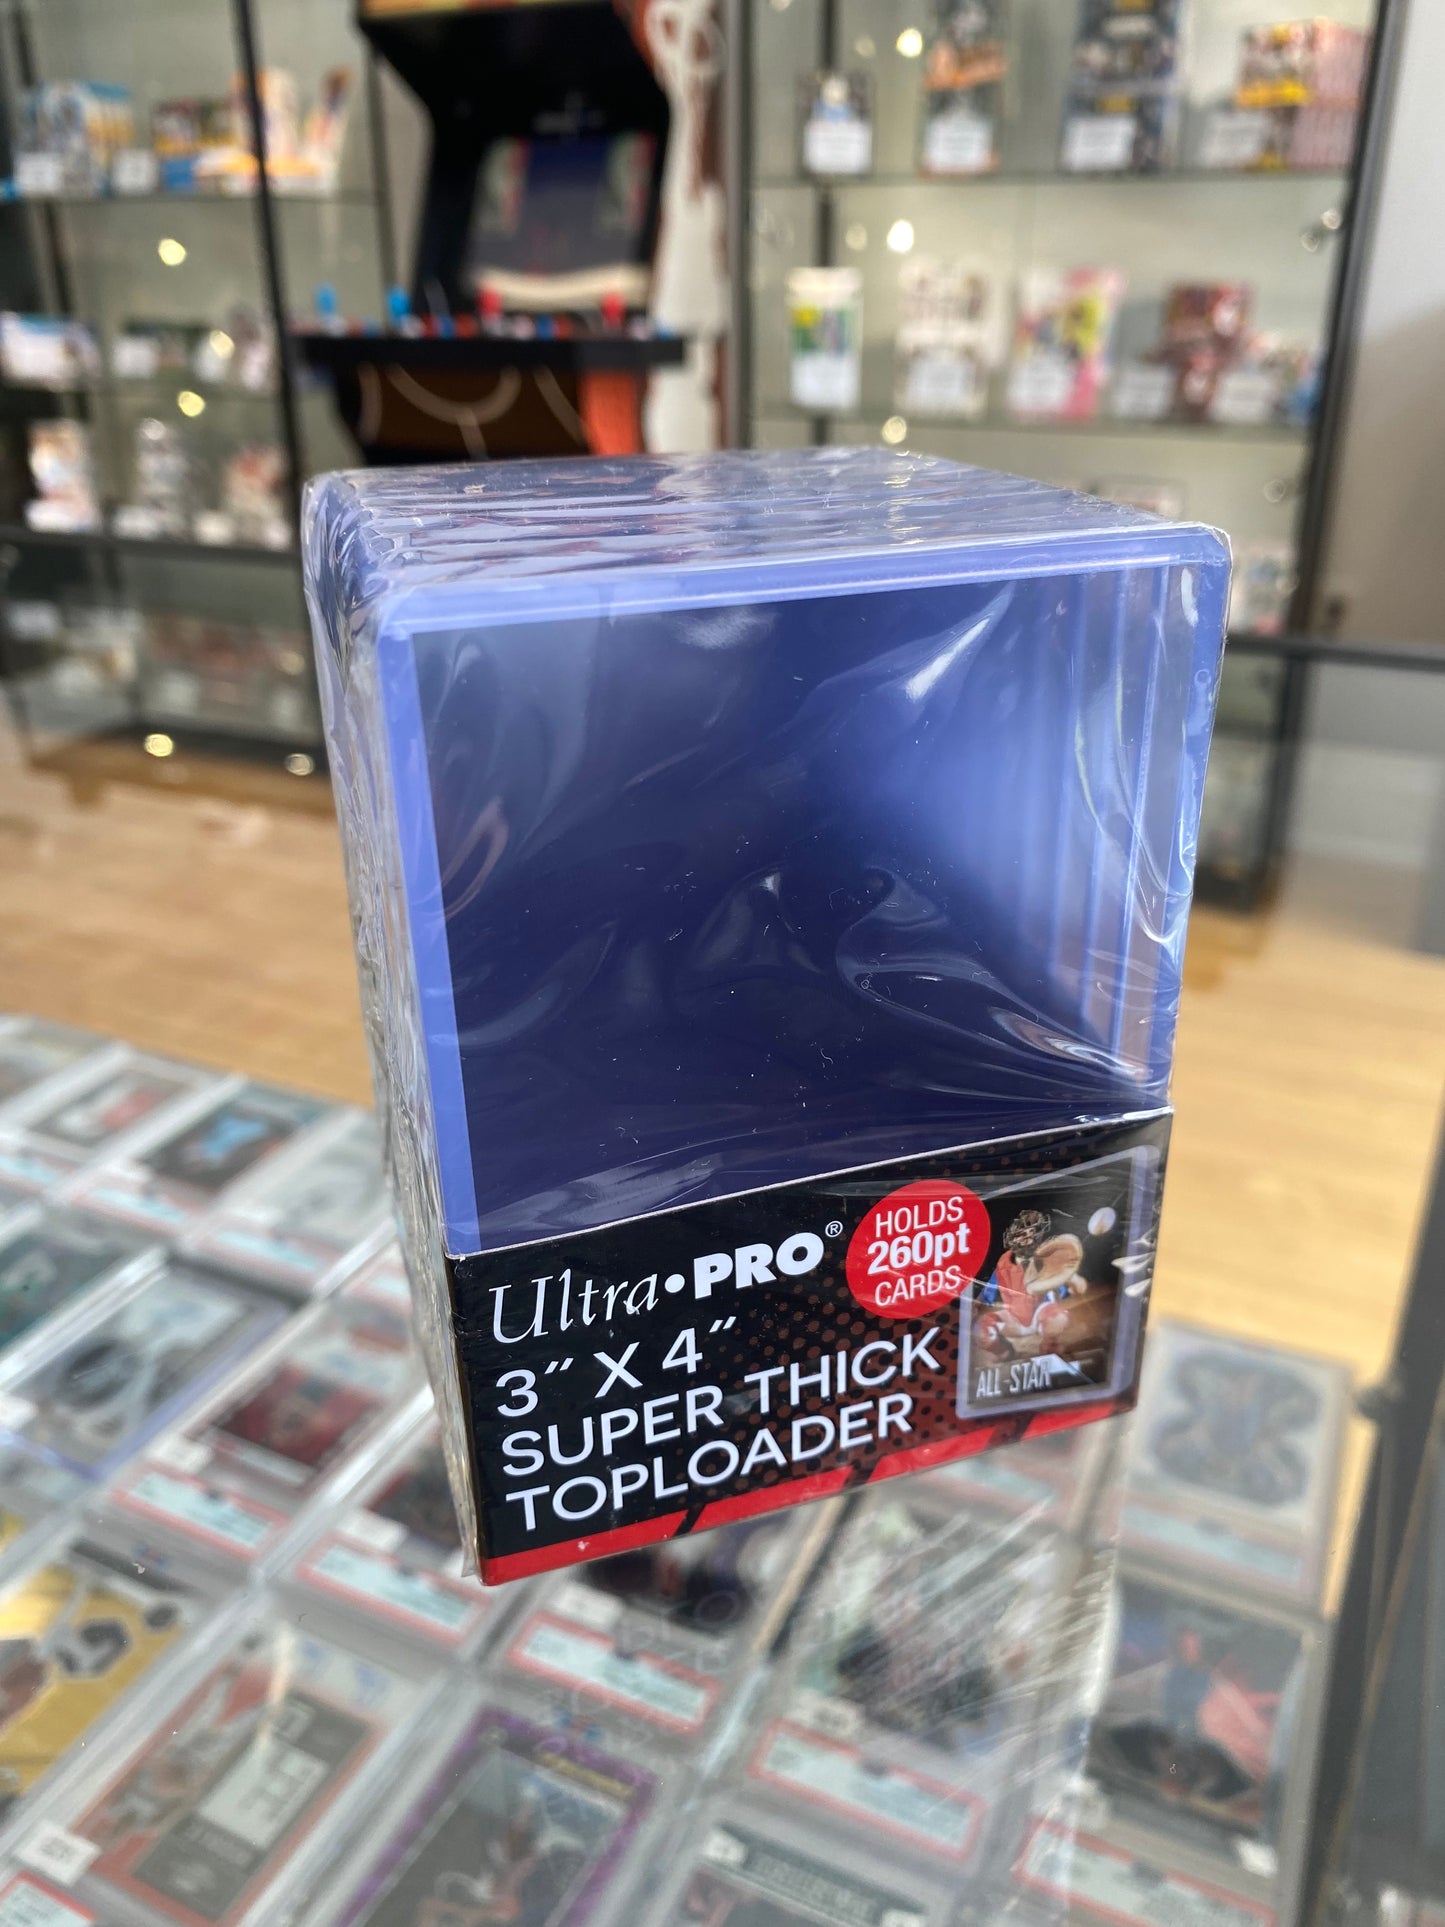 Ultra•PRO®
3″ X 4″
SUPER THICK
TOPLOADER
HOLDS
260pt
CARDS
ALL-STAR